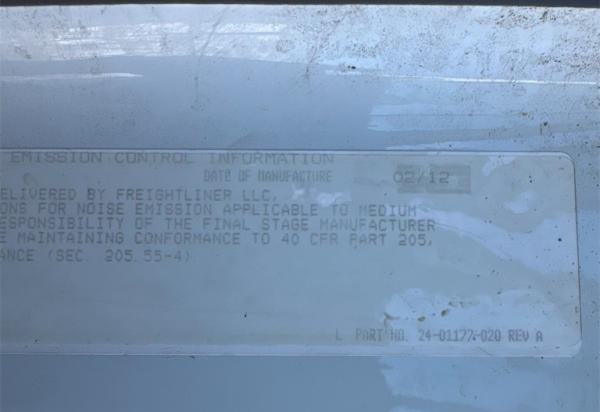 EMISSION CONTROL INFORMATION
DATE OF MANUFACTURE 02/12
ELIVERED BY FREIGHTLINER LLC,
ONS FOR NOISE EMISSION APPLICABLE TO MEDIUM
ESPONSIBILITY OF THE FINAL STAGE MANUFACTURER
E MAINTAINING CONFORMANCE TO 40 CFR PART 205,
ANCE (SEC. 205.55-4)
L PART NO. 24-01177-020 REV A